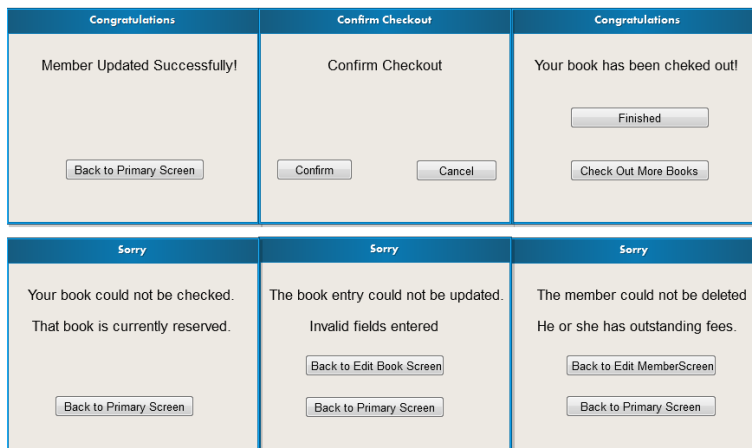 Congratulations
Member Updated Successfully!
Back to Primary Screen
Confirm Checkout
Confirm Checkout
Confirm
Cancel
Congratulations
Your book has been cheked out!
Finished
Check Out More Books
Sorry
Your book could not be checked.
That book is currently reserved.
Back to Primary Screen
Sorry
The book entry could not be updated.
Invalid fields entered
Back to Edit Book Screen
Back to Primary Screen
Sorry
The member could not be deleted
He or she has outstanding fees.
Back to Edit MemberScreen
Back to Primary Screen